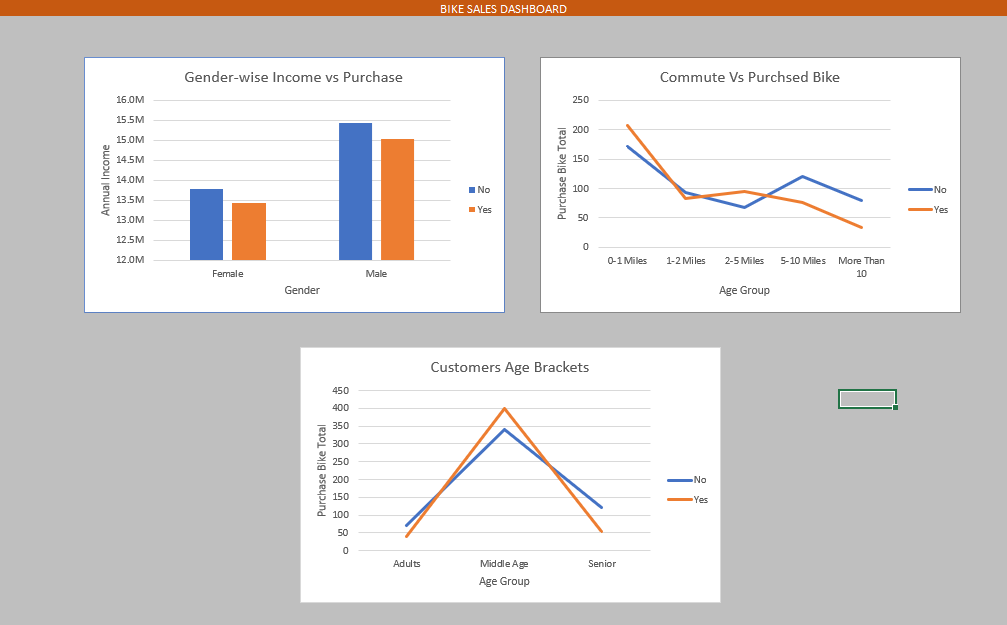 BIKE SALES DASHBOARD
Gender-wise Income vs Purchase
16.0M
15.5M
15.0M
14.5M
14.0M
13.5M
13.0M
12.5M
12.0M
Annual Income
Female
Male
Gender
No
Yes
Commute Vs Purchsed Bike
250
200
150
100
50
0
Purchase Bike Total
0-1 Miles
1-2 Miles
2-5 Miles
5-10 Miles
More Than
10
Age Group
No
Yes
Customers Age Brackets
450
400
350
300
250
200
150
100
50
0
Purchase Bike Total
Adults
Middle Age
Senior
Age Group
No
Yes